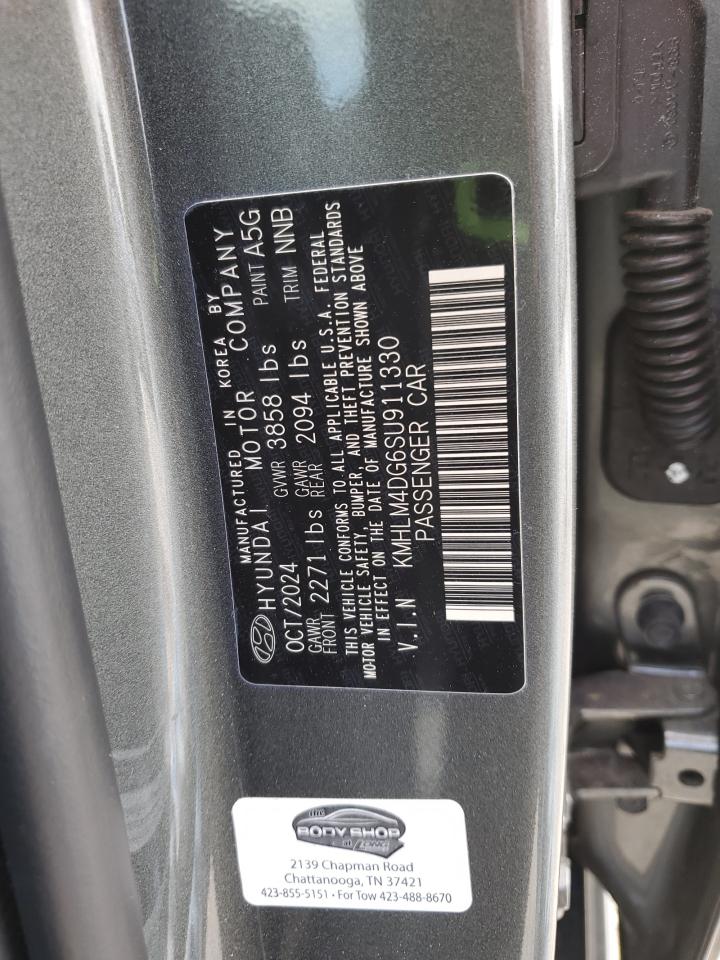 MANUFACTURED IN KOREA BY
HYUNDAI MOTOR COMPANY
OCT/2024 GVWR 3858 lbs PAINT A5G
GAWR FRONT 2271 lbs GAWR REAR 2094 lbs TRIM NNB
THIS VEHICLE CONFORMS TO ALL APPLICABLE U.S.A. FEDERAL
MOTOR VEHICLE SAFETY, BUMPER, AND THEFT PREVENTION STANDARDS
IN EFFECT ON THE DATE OF MANUFACTURE SHOWN ABOVE
V.I.N KMHLM4DG6SU911330
PASSENGER CAR
The
BODY SHOP
at
2139 Chapman Road
Chattanooga, TN 37421
423-855-5151 • For Tow 423-488-8670